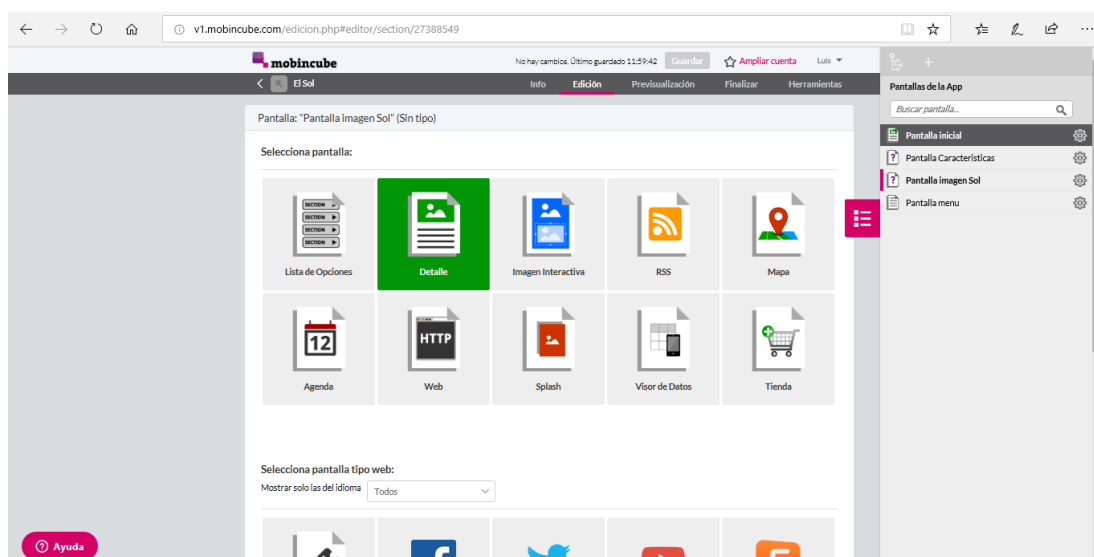 v1.mobincube.com/edicion.php#editor/section/27388549
mobincube
No hay cambios. Último guardado 11:59:42 Guardar Ampliar cuenta Luis
El Sol Info Edición Previsualización Finalizar Herramientas
Pantalla: "Pantalla imagen Sol" (Sin tipo)
Selecciona pantalla:
SECTION
SECTION
SECTION
SECTION
Lista de Opciones Detalle Imagen Interactiva RSS Mapa
12 HTTP
Agenda Web Splash Visor de Datos Tienda
Selecciona pantalla tipo web:
Mostrar solo las del idioma Todos
Ayuda
Pantallas de la App
Buscar pantalla...
Pantalla inicial
Pantalla Caracteristicas
Pantalla imagen Sol
Pantalla menu